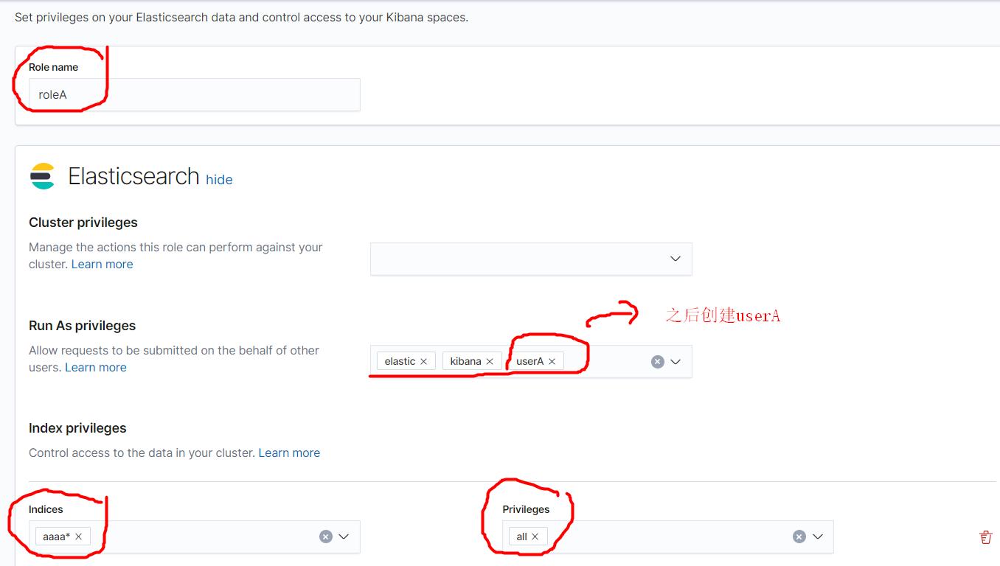 Set privileges on your Elasticsearch data and control access to your Kibana spaces.
Role name
roleA
Elasticsearch hide
Cluster privileges
Manage the actions this role can perform against your
cluster. Learn more
之后创建userA
Run As privileges
Allow requests to be submitted on the behalf of other
users. Learn more
elastic × kibana × userA ×
Index privileges
Control access to the data in your cluster. Learn more
Indices
aaaa* ×
Privileges
all ×